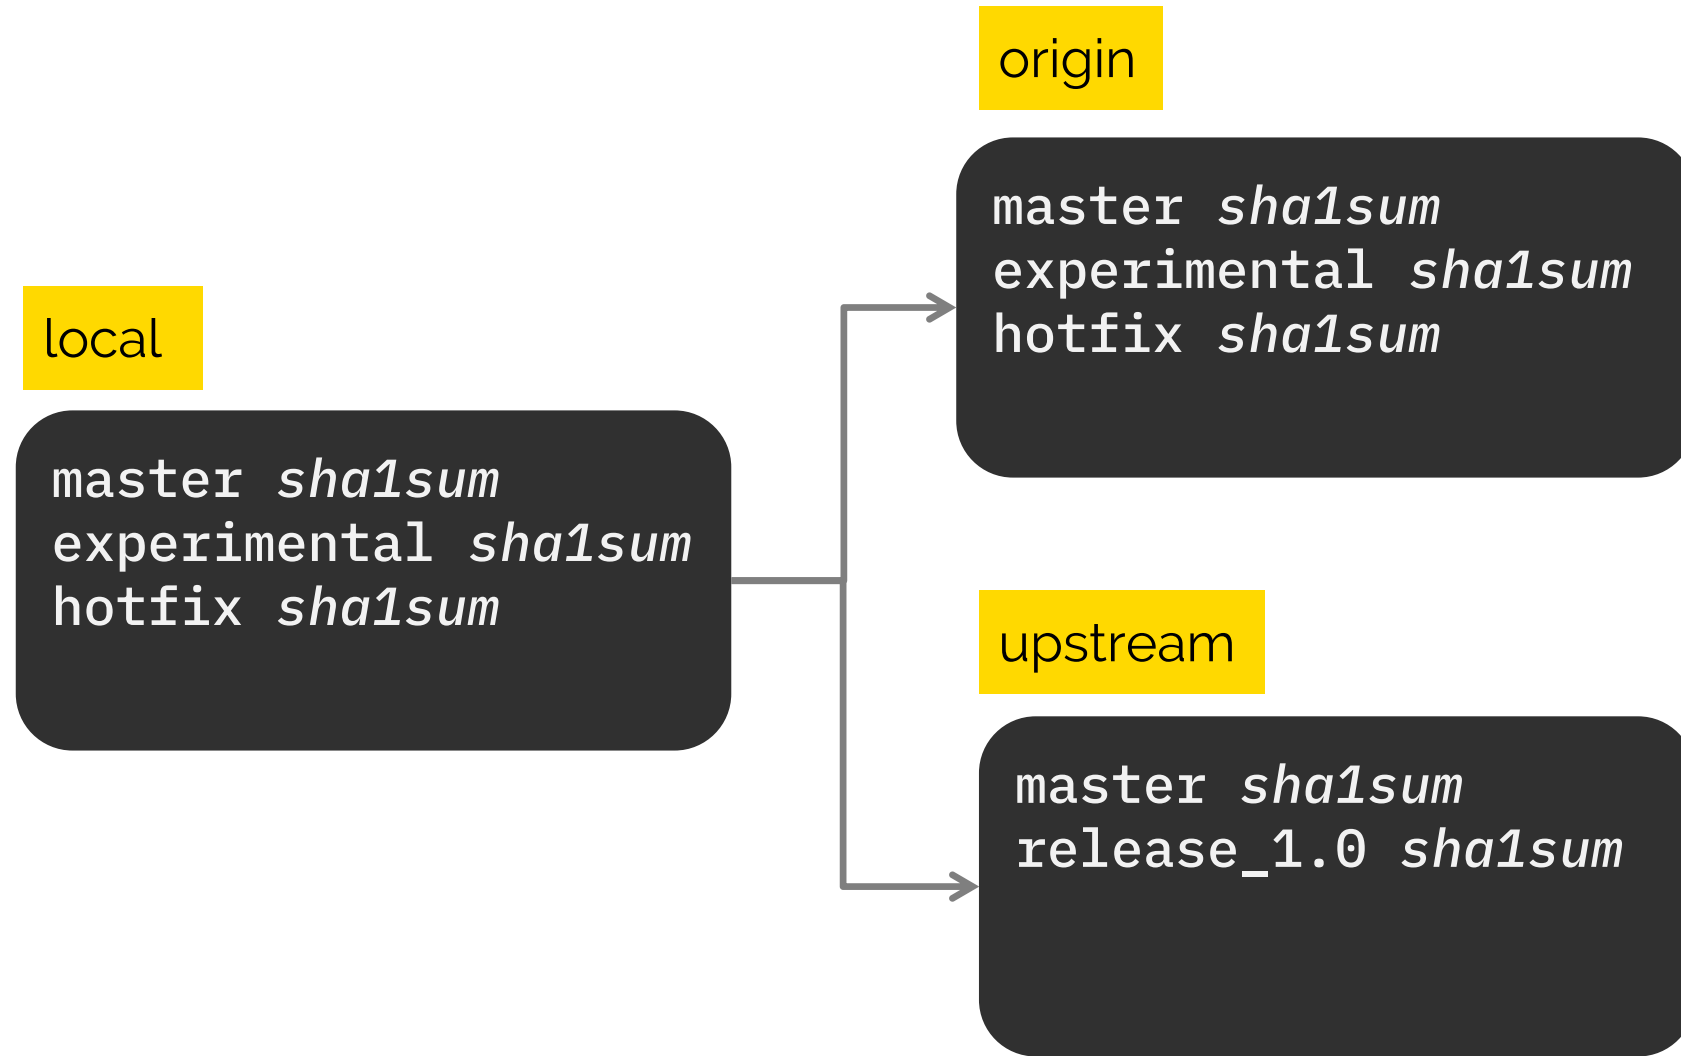 local
master sha1sum
experimental sha1sum
hotfix sha1sum
origin
master sha1sum
experimental sha1sum
hotfix sha1sum
upstream
master sha1sum
release_1.0 sha1sum